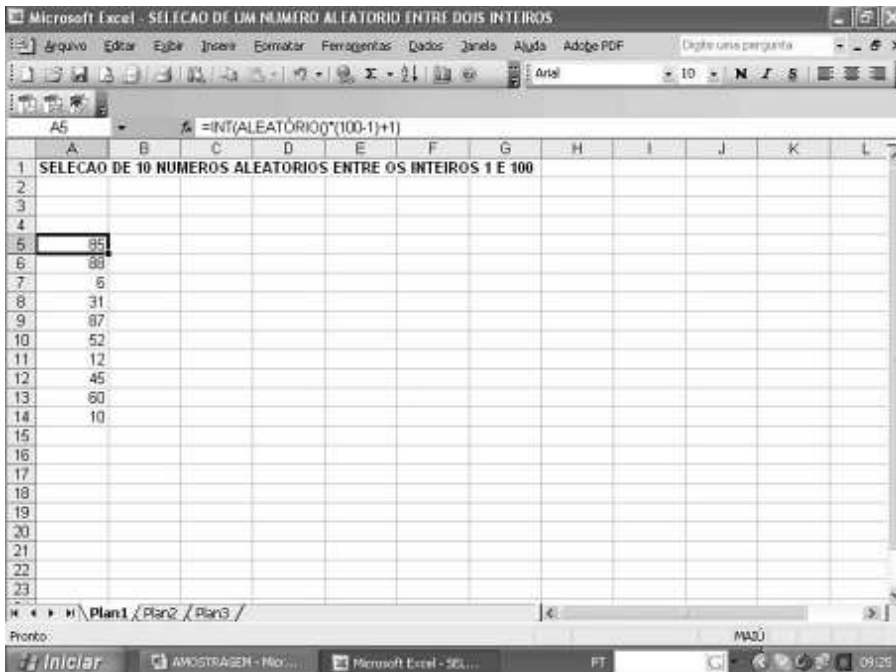 Microsoft Excel - SELECAO DE UM NUMERO ALEATORIO ENTRE DOIS INTEIROS
Arquivo Editar Exibir Inserir Formatar Ferramentas Dados Janela Ajuda Adobe PDF Digite uma pergunta
Arial 10 N I S
A5 fx =INT(ALEATÓRIO()*(100-1)+1)
A B C D E F G H I J K L
1 SELECAO DE 10 NUMEROS ALEATORIOS ENTRE OS INTEIROS 1 E 100
2
3
4
5 85
6 88
7 6
8 31
9 87
10 52
11 12
12 45
13 60
14 10
15
16
17
18
19
20
21
22
23
Plan1 / Plan2 / Plan3 /
Pronto MAIÚ
Iniciar AMOSTRAGEM - Mic... Microsoft Excel - SEL... PT 09:25